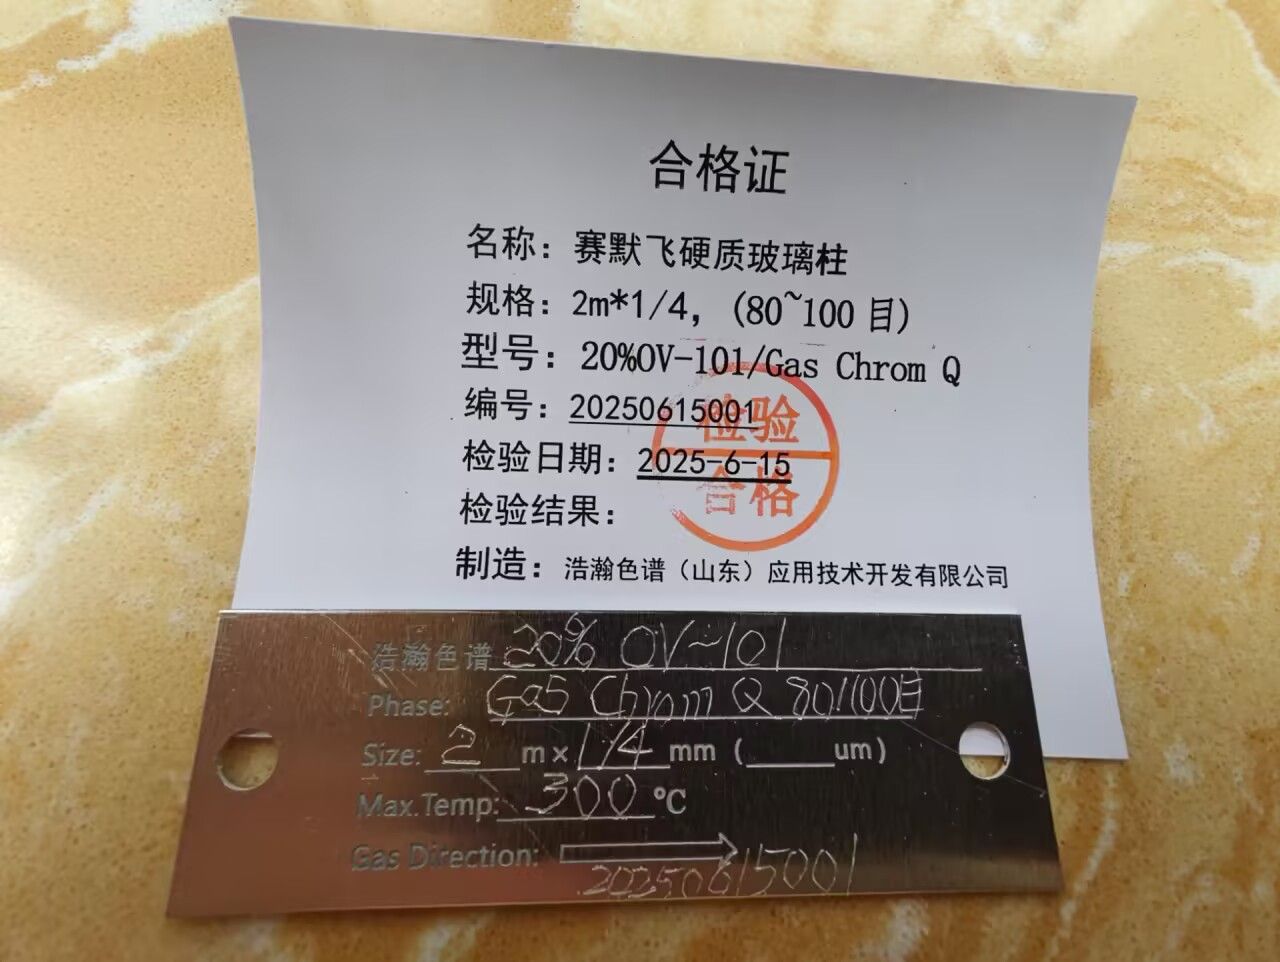 合格证
名称：赛默飞硬质玻璃柱
规格：2m*1/4，(80~100目)
型号：20%OV-101/Gas Chrom Q
编号：20250615001
检验日期：2025-6-15
检验结果：
检验
合格
制造：浩瀚色谱（山东）应用技术开发有限公司
浩瀚色谱 20% OV-101
Phase: Gas Chrom Q 80/100目
Size: 2 m×1/4 mm ( um)
Max.Temp: 300 ℃
Gas Direction:
20250615001